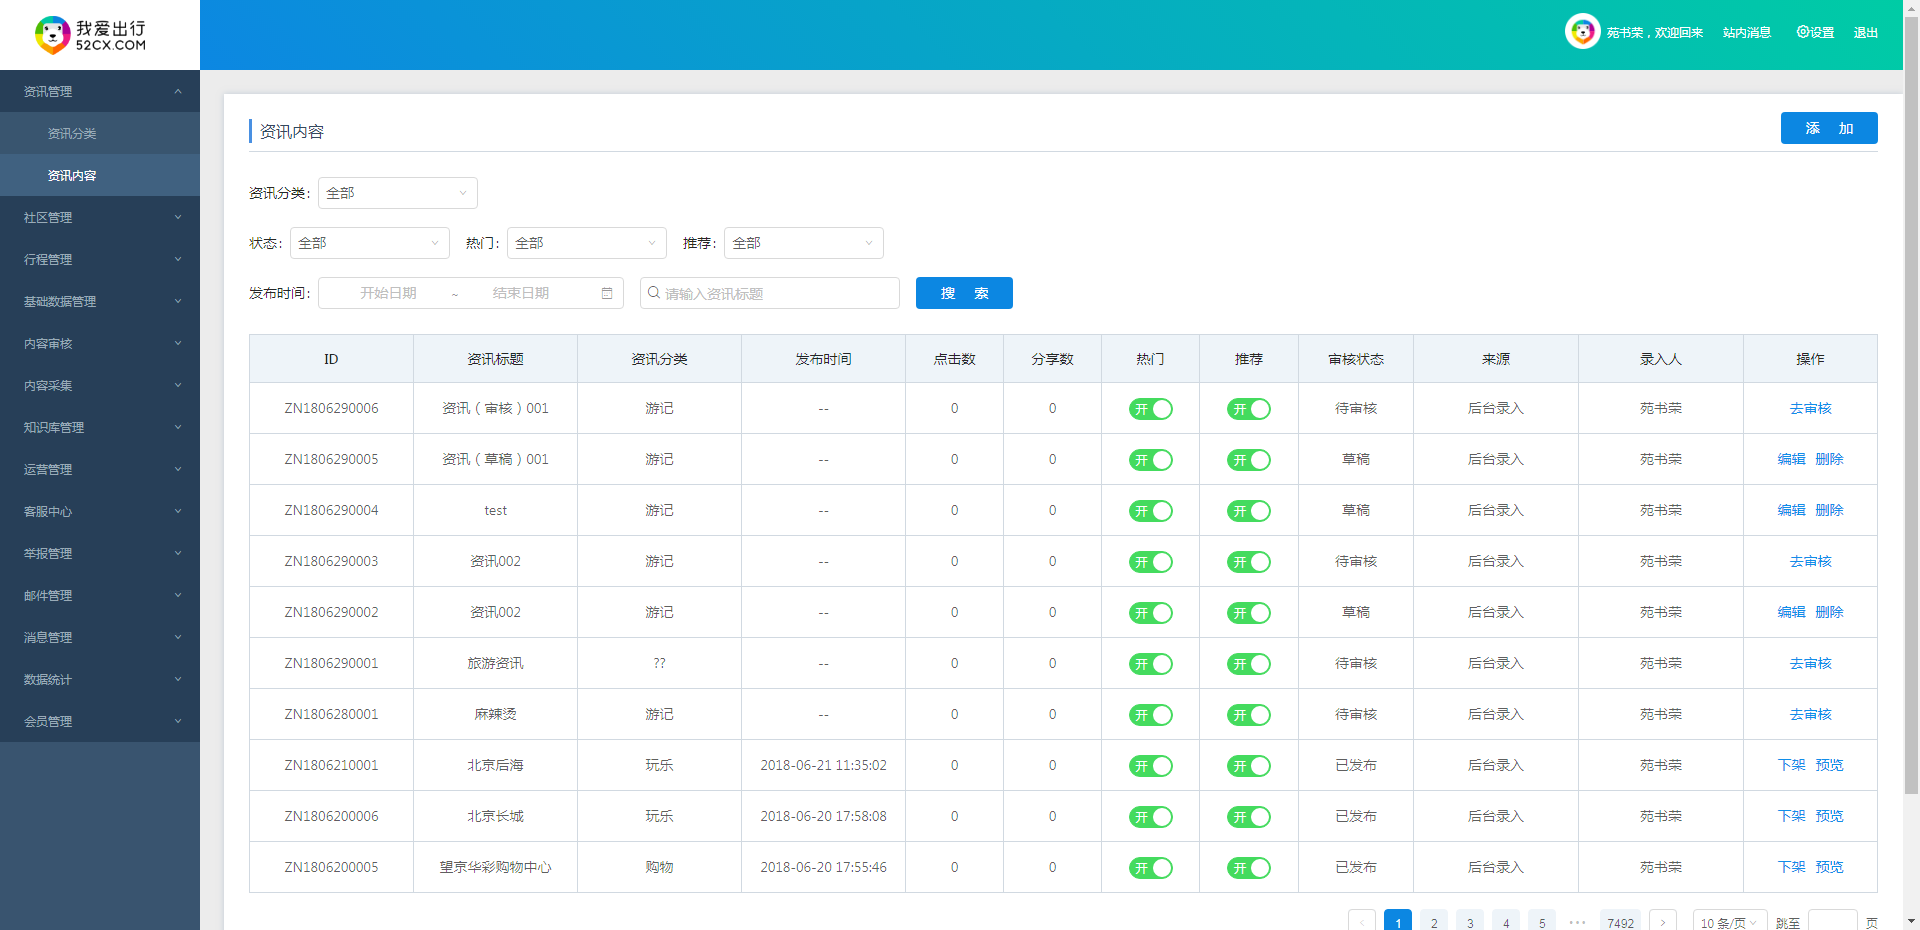 我爱出行
52CX.COM
苑书荣，欢迎回来 站内消息 设置 退出
资讯管理
资讯分类
资讯内容
社区管理
行程管理
基础数据管理
内容审核
内容采集
知识库管理
运营管理
客服中心
举报管理
邮件管理
消息管理
数据统计
会员管理
资讯内容 添 加
资讯分类: 全部
状态: 全部 热门: 全部 推荐: 全部
发布时间: 开始日期 ~ 结束日期 请输入资讯标题 搜 索
ID 资讯标题 资讯分类 发布时间 点击数 分享数 热门 推荐 审核状态 来源 录入人 操作
ZN1806290006 资讯（审核）001 游记 -- 0 0 开 开 待审核 后台录入 苑书荣 去审核
ZN1806290005 资讯（草稿）001 游记 -- 0 0 开 开 草稿 后台录入 苑书荣 编辑 删除
ZN1806290004 test 游记 -- 0 0 开 开 草稿 后台录入 苑书荣 编辑 删除
ZN1806290003 资讯002 游记 -- 0 0 开 开 待审核 后台录入 苑书荣 去审核
ZN1806290002 资讯002 游记 -- 0 0 开 开 草稿 后台录入 苑书荣 编辑 删除
ZN1806290001 旅游资讯 ?? -- 0 0 开 开 待审核 后台录入 苑书荣 去审核
ZN1806280001 麻辣烫 游记 -- 0 0 开 开 待审核 后台录入 苑书荣 去审核
ZN1806210001 北京后海 玩乐 2018-06-21 11:35:02 0 0 开 开 已发布 后台录入 苑书荣 下架 预览
ZN1806200006 北京长城 玩乐 2018-06-20 17:58:08 0 0 开 开 已发布 后台录入 苑书荣 下架 预览
ZN1806200005 望京华彩购物中心 购物 2018-06-20 17:55:46 0 0 开 开 已发布 后台录入 苑书荣 下架 预览
< 1 2 3 4 5 ••• 7492 > 10 条/页 跳至 页